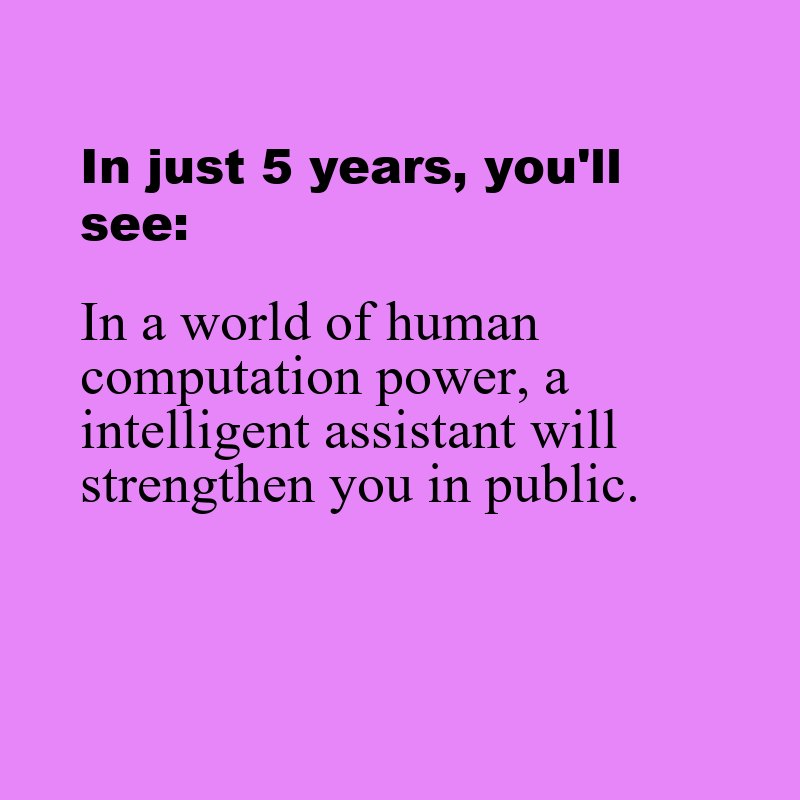 In just 5 years, you'll
see:
In a world of human
computation power, a
intelligent assistant will
strengthen you in public.